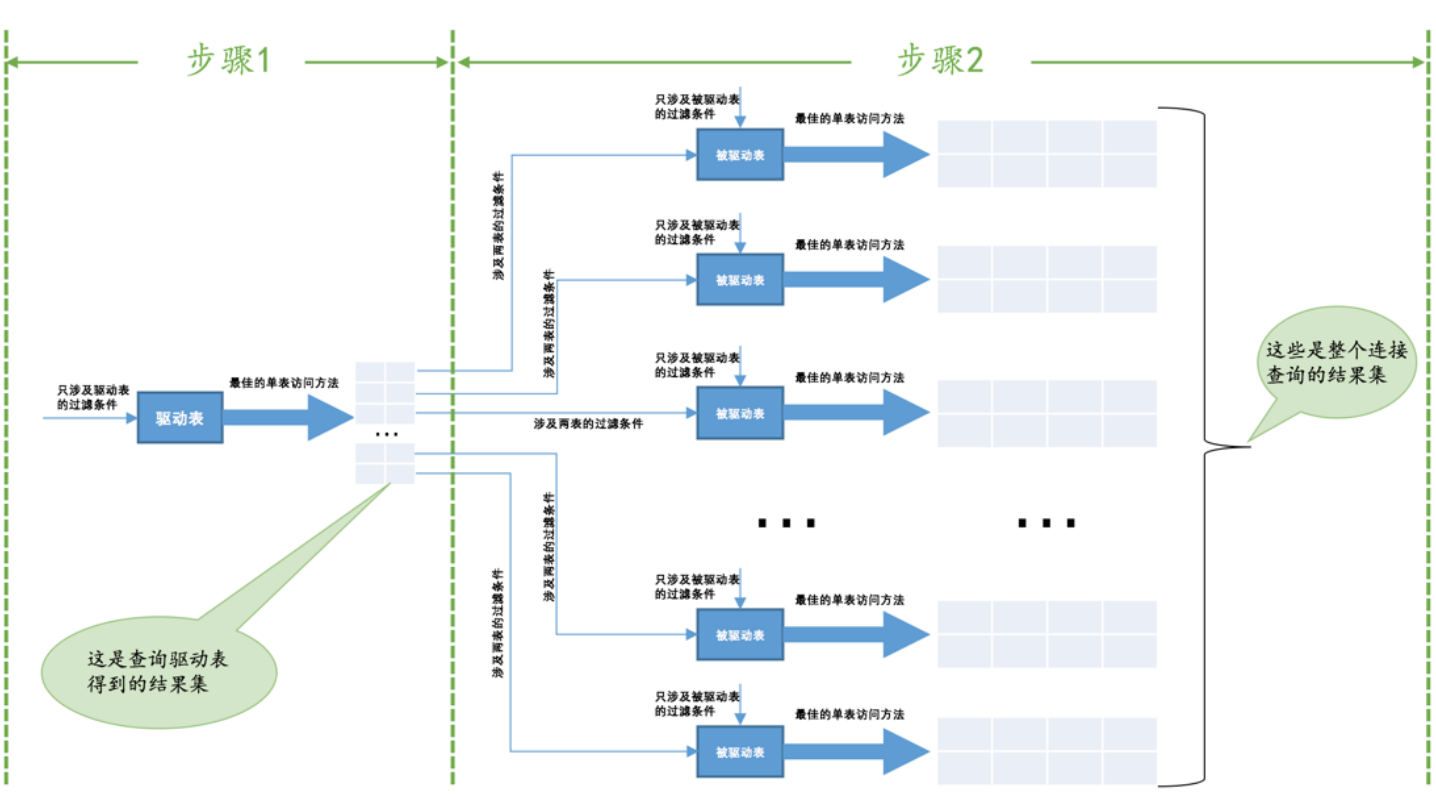 步骤1
步骤2
只涉及驱动表
的过滤条件
驱动表
最佳的单表访问方法
...
这是查询驱动表
得到的结果集
涉及两表的过滤条件
涉及两表的过滤条件
涉及两表的过滤条件
涉及两表的过滤条件
涉及两表的过滤条件
只涉及被驱动表
的过滤条件
被驱动表
最佳的单表访问方法
只涉及被驱动表
的过滤条件
被驱动表
最佳的单表访问方法
只涉及被驱动表
的过滤条件
被驱动表
最佳的单表访问方法
... ...
只涉及被驱动表
的过滤条件
被驱动表
最佳的单表访问方法
只涉及被驱动表
的过滤条件
被驱动表
最佳的单表访问方法
这些是整个连接
查询的结果集